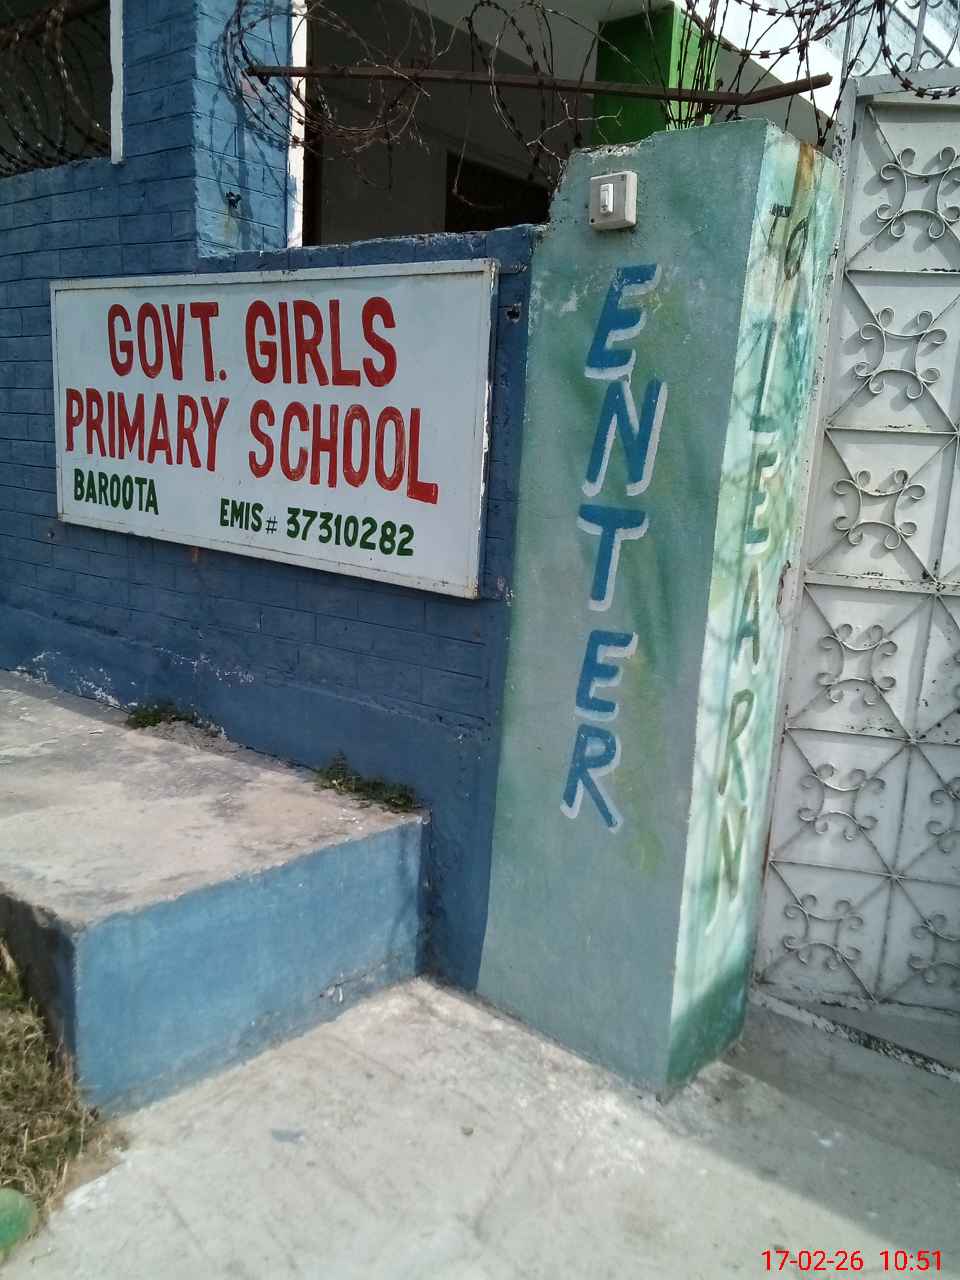 GOVT. GIRLS
PRIMARY SCHOOL
BAROOTA EMIS # 37310282
ENTER
TO LEARN
17-02-26 10:51